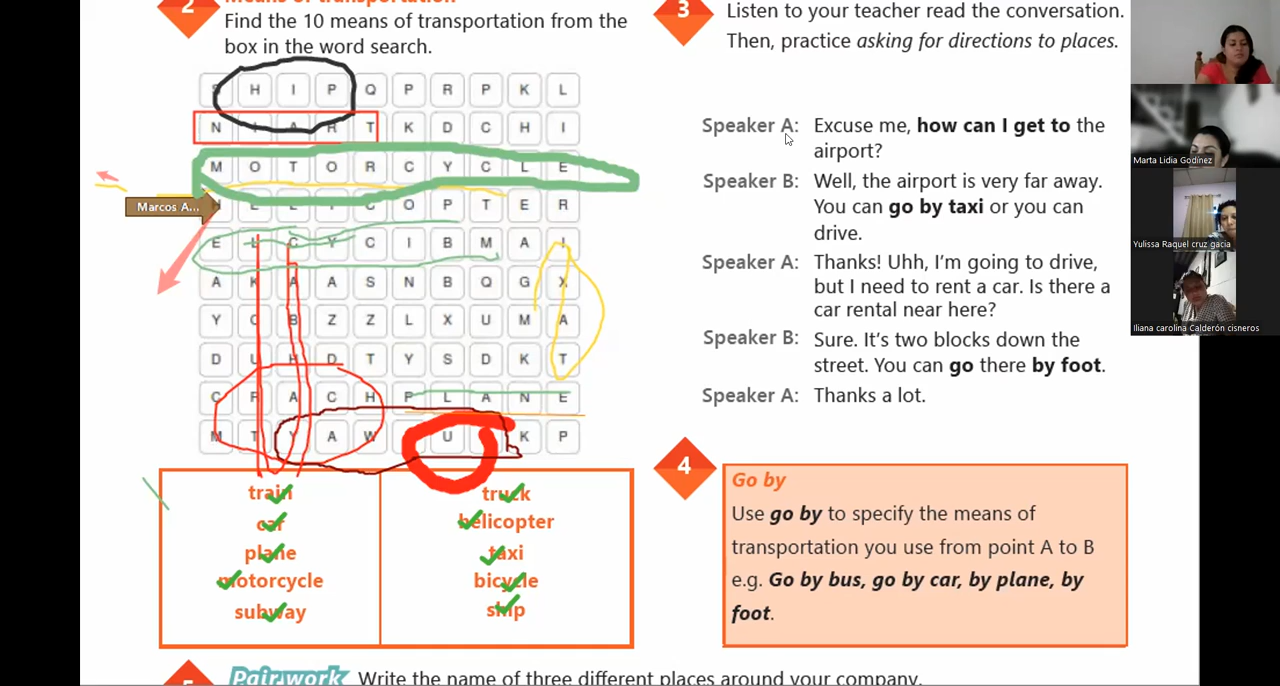 2
Means of transportation
Find the 10 means of transportation from the
box in the word search.
S H I P Q P R P K L
N I A R T K D C H I
M O T O R C Y C L E
H E L I C O P T E R
E L C Y C I B M A I
A K A A S N B Q G X
Y C B Z Z L X U M A
D U H D T Y S D K T
C R A C H P L A N E
M T Y A W U K P
train
car
plane
motorcycle
subway
truck
helicopter
taxi
bicycle
ship
Marcos A...
3
Listen to your teacher read the conversation.
Then, practice asking for directions to places.
Speaker A: Excuse me, how can I get to the
airport?
Speaker B: Well, the airport is very far away.
You can go by taxi or you can
drive.
Speaker A: Thanks! Uhh, I'm going to drive,
but I need to rent a car. Is there a
car rental near here?
Speaker B: Sure. It's two blocks down the
street. You can go there by foot.
Speaker A: Thanks a lot.
4
Go by
Use go by to specify the means of
transportation you use from point A to B
e.g. Go by bus, go by car, by plane, by
foot.
5
Pair work Write the name of three different places around your company.
Marta Lidia Godínez
Yulissa Raquel cruz gacia
Iliana carolina Calderón cisneros